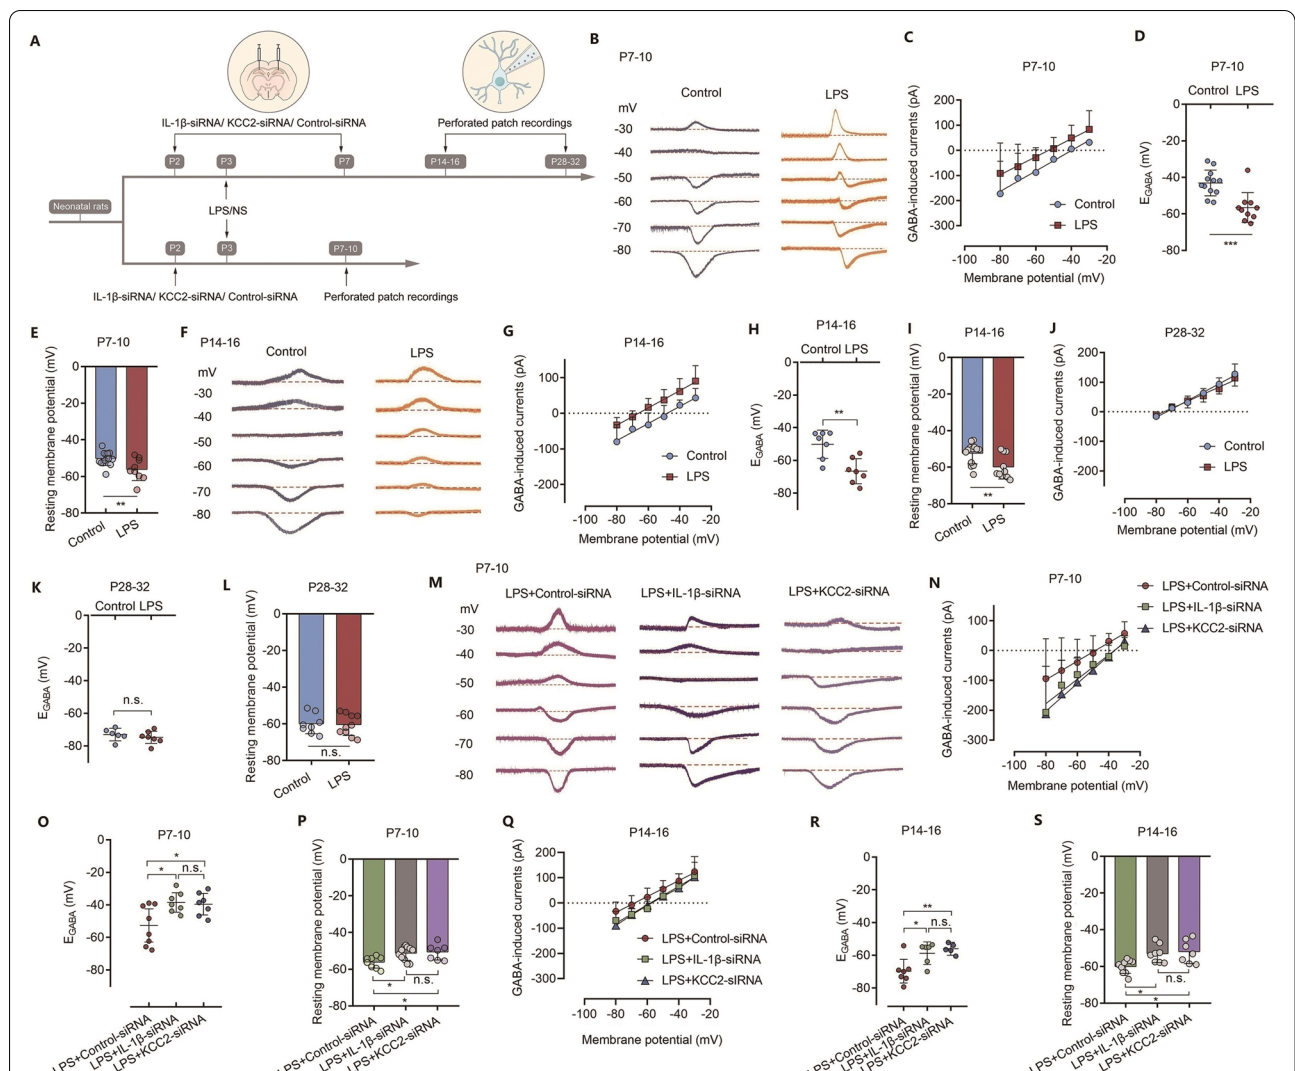 A
IL-1β-siRNA/ KCC2-siRNA/ Control-siRNA
Perforated patch recordings
P2
P3
P7
P14-16
P28-32
Neonatal rats
LPS/NS
P2
P3
P7-10
IL-1β-siRNA/ KCC2-siRNA/ Control-siRNA
Perforated patch recordings
B
P7-10
Control
LPS
mV
-30
-40
-50
-60
-70
-80
C
P7-10
GABA-induced currents (pA)
200
100
0
-100
-200
-300
Control
LPS
-100 -80 -60 -40 -20
Membrane potential (mV)
D
P7-10
Control LPS
EGABA (mV)
0
-20
-40
-60
-80
***
E
P7-10
Resting membrane potential (mV)
0
-20
-40
-60
-80
**
Control
LPS
F
P14-16
Control
LPS
mV
-30
-40
-50
-60
-70
-80
G
P14-16
GABA-induced currents (pA)
100
0
-100
-200
Control
LPS
-100 -80 -60 -40 -20
Membrane potential (mV)
H
P14-16
Control LPS
EGABA (mV)
0
-20
-40
-60
-80
**
I
P14-16
Resting membrane potential (mV)
0
-20
-40
-60
-80
**
Control
LPS
J
P28-32
GABA-induced currents (pA)
200
100
0
-100
-200
Control
LPS
-100 -80 -60 -40 -20
Membrane potential (mV)
K
P28-32
Control LPS
EGABA (mV)
0
-20
-40
-60
-80
n.s.
L
P28-32
Resting membrane potential (mV)
0
-20
-40
-60
-80
n.s.
Control
LPS
M
P7-10
LPS+Control-siRNA
LPS+IL-1β-siRNA
LPS+KCC2-siRNA
mV
-30
-40
-50
-60
-70
-80
N
P7-10
LPS+Control-siRNA
LPS+IL-1β-siRNA
LPS+KCC2-siRNA
GABA-induced currents (pA)
100
0
-100
-200
-300
-100 -80 -60 -40 -20
Membrane potential (mV)
O
P7-10
EGABA (mV)
0
-20
-40
-60
-80
*
* n.s.
LPS+Control-siRNA
LPS+IL-1β-siRNA
LPS+KCC2-siRNA
P
P7-10
Resting membrane potential (mV)
0
-20
-40
-60
-80
* n.s.
*
LPS+Control-siRNA
LPS+IL-1β-siRNA
LPS+KCC2-siRNA
Q
P14-16
GABA-induced currents (pA)
200
100
0
-100
-200
-300
LPS+Control-siRNA
LPS+IL-1β-siRNA
LPS+KCC2-siRNA
-100 -80 -60 -40 -20
Membrane potential (mV)
R
P14-16
EGABA (mV)
0
-20
-40
-60
-80
**
* n.s.
LPS+Control-siRNA
LPS+IL-1β-siRNA
LPS+KCC2-siRNA
S
P14-16
Resting membrane potential (mV)
0
-20
-40
-60
-80
* n.s.
*
LPS+Control-siRNA
LPS+IL-1β-siRNA
LPS+KCC2-siRNA